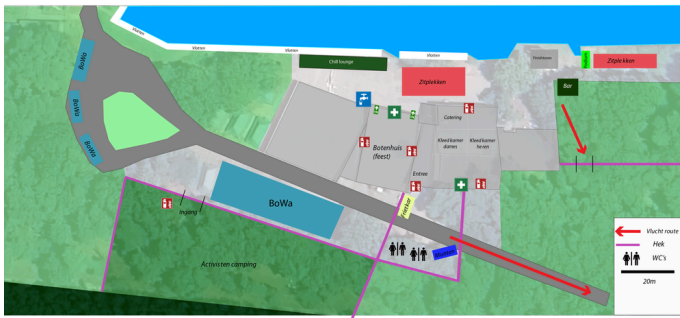 Vlotten
Vlotten
Vlotten
Vlotten
BoWa
Chill lounge
Zitplekken
Zitplekken
Bar
BoWa
BoWa
Catering
Botenhuis
(feest)
Kleedkamer
dames
Kleedkamer
heren
Entree
BoWa
Ingang
Activisten camping
Vlucht route
Hek
WC's
20m